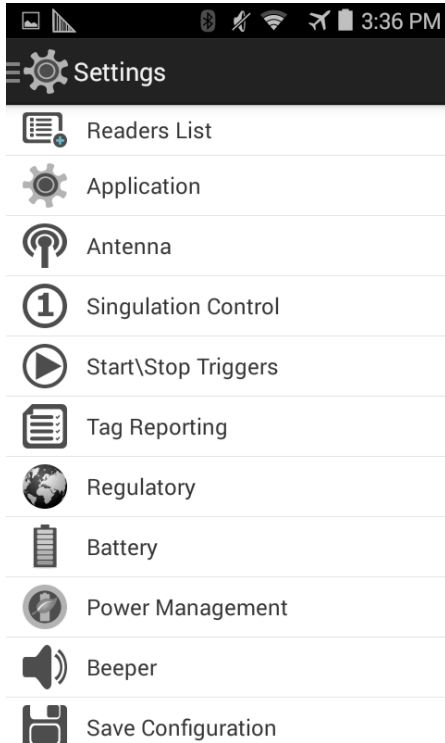 3:36 PM
Settings
Readers List
Application
Antenna
1 Singulation Control
Start\Stop Triggers
Tag Reporting
Regulatory
Battery
Power Management
Beeper
Save Configuration